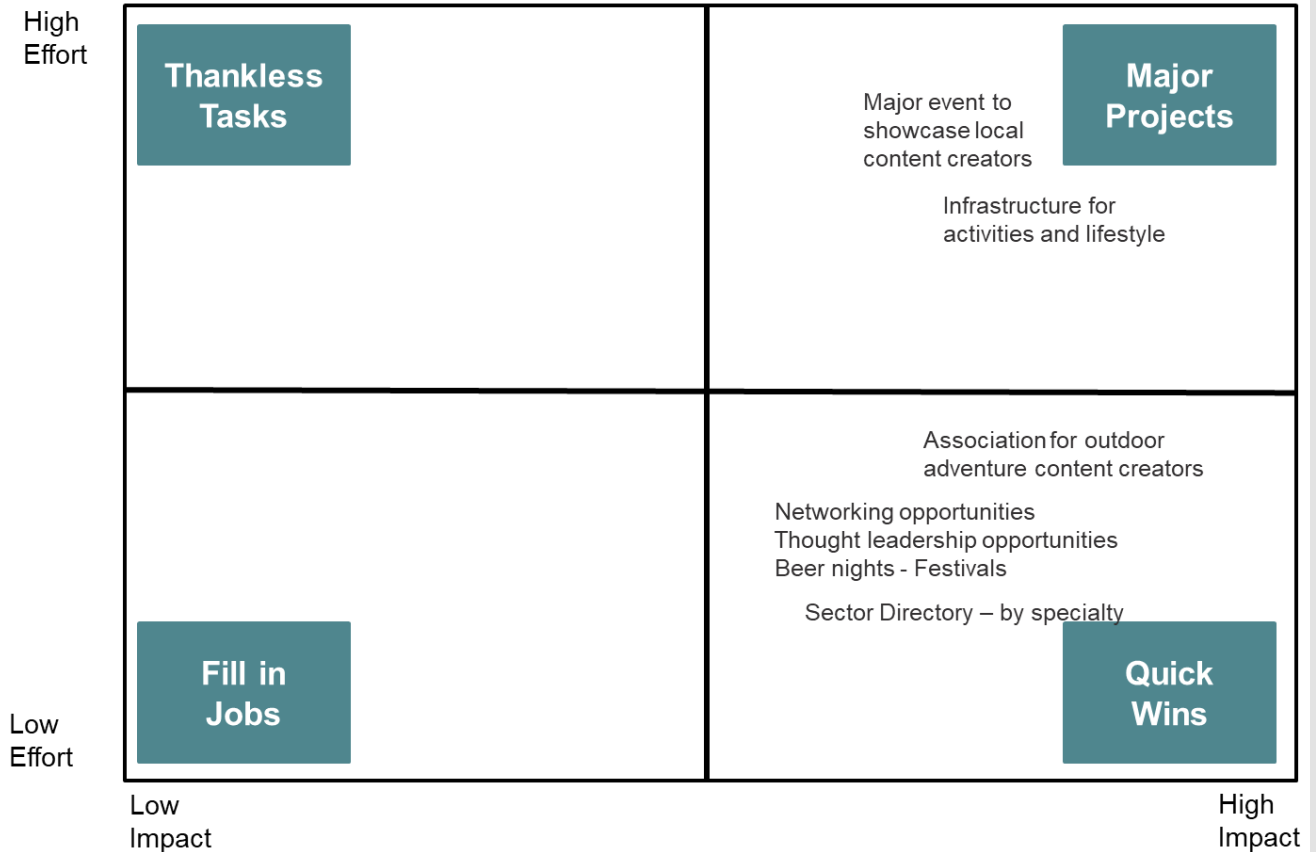 High
Effort
Thankless
Tasks
Major
Projects
Major event to
showcase local
content creators
Infrastructure for
activities and lifestyle
Association for outdoor
adventure content creators
Networking opportunities
Thought leadership opportunities
Beer nights - Festivals
Sector Directory – by specialty
Fill in
Jobs
Quick
Wins
Low
Effort
Low
Impact
High
Impact